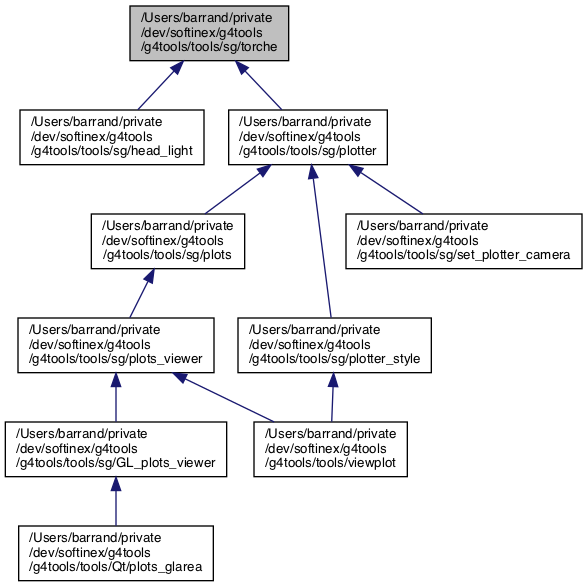 /Users/barrand/private
/dev/softinex/g4tools
/g4tools/tools/sg/torche
/Users/barrand/private
/dev/softinex/g4tools
/g4tools/tools/sg/head_light
/Users/barrand/private
/dev/softinex/g4tools
/g4tools/tools/sg/plotter
/Users/barrand/private
/dev/softinex/g4tools
/g4tools/tools/sg/plots
/Users/barrand/private
/dev/softinex/g4tools
/g4tools/tools/sg/set_plotter_camera
/Users/barrand/private
/dev/softinex/g4tools
/g4tools/tools/sg/plots_viewer
/Users/barrand/private
/dev/softinex/g4tools
/g4tools/tools/sg/plotter_style
/Users/barrand/private
/dev/softinex/g4tools
/g4tools/tools/sg/GL_plots_viewer
/Users/barrand/private
/dev/softinex/g4tools
/g4tools/tools/viewplot
/Users/barrand/private
/dev/softinex/g4tools
/g4tools/tools/Qt/plots_glarea